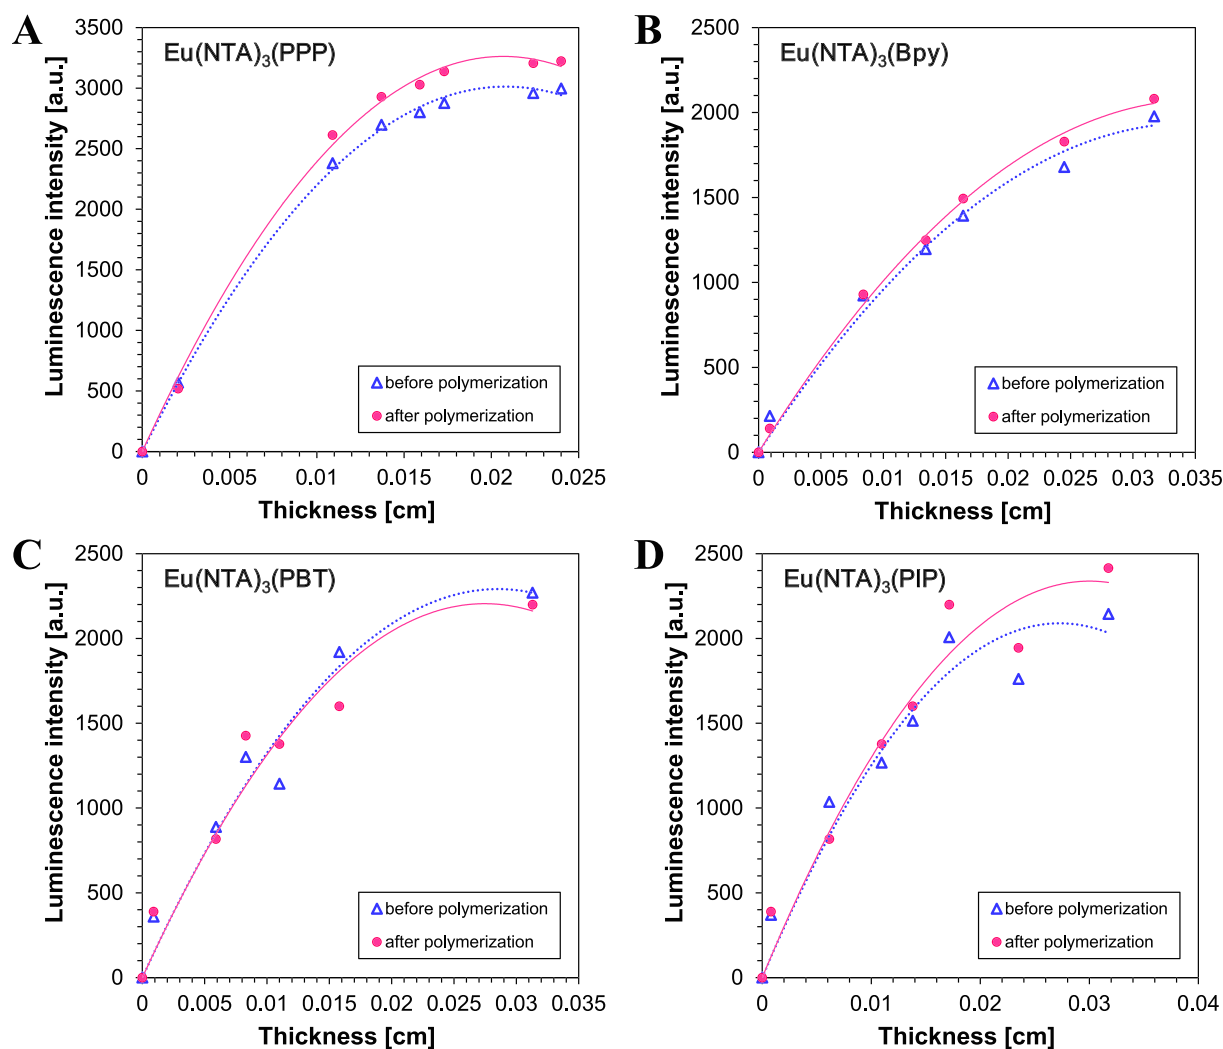 A
Eu(NTA)₃(PPP)
Luminescence intensity [a.u.]
3500
3000
2500
2000
1500
1000
500
0
before polymerization
after polymerization
0 0.005 0.01 0.015 0.02 0.025
Thickness [cm]
B
Eu(NTA)₃(Bpy)
Luminescence intensity [a.u.]
2500
2000
1500
1000
500
0
before polymerization
after polymerization
0 0.005 0.01 0.015 0.02 0.025 0.03 0.035
Thickness [cm]
C
Eu(NTA)₃(PBT)
Luminescence intensity [a.u.]
2500
2000
1500
1000
500
0
before polymerization
after polymerization
0 0.005 0.01 0.015 0.02 0.025 0.03 0.035
Thickness [cm]
D
Eu(NTA)₃(PIP)
Luminescence intensity [a.u.]
2500
2000
1500
1000
500
0
before polymerization
after polymerization
0 0.01 0.02 0.03 0.04
Thickness [cm]